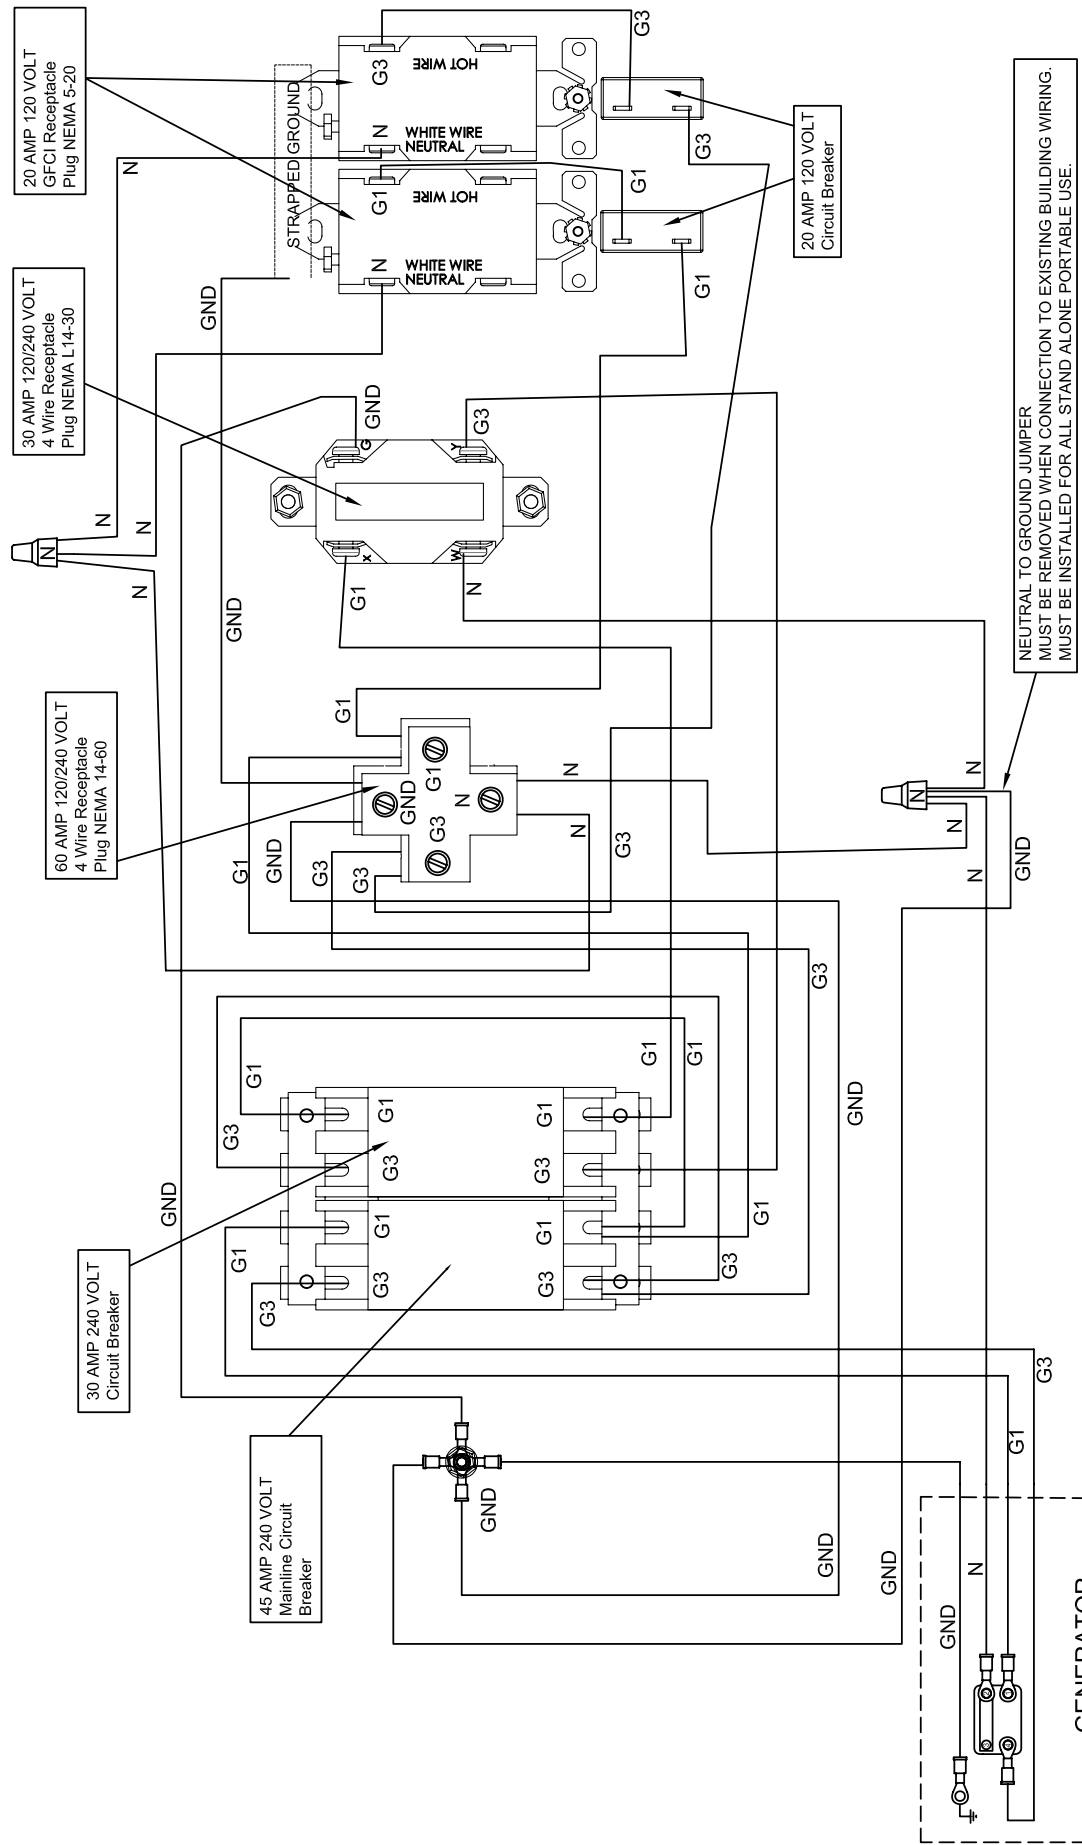 20 AMP 120 VOLT
GFCI Receptacle
Plug NEMA 5-20
30 AMP 120/240 VOLT
4 Wire Receptacle
Plug NEMA L14-30
60 AMP 120/240 VOLT
4 Wire Receptacle
Plug NEMA 14-60
30 AMP 240 VOLT
Circuit Breaker
45 AMP 240 VOLT
Mainline Circuit
Breaker
20 AMP 120 VOLT
Circuit Breaker
NEUTRAL TO GROUND JUMPER
MUST BE REMOVED WHEN CONNECTION TO EXISTING BUILDING WIRING.
MUST BE INSTALLED FOR ALL STAND ALONE PORTABLE USE.
STRAPPED GROUND
G3
HOT WIRE
N
WHITE WIRE
NEUTRAL
G1
HOT WIRE
N
WHITE WIRE
NEUTRAL
G3
G3
G1
G1
N
GND
N
N
N
N
GND
GND
G
G3
Y
X
G1
W
N
G1
G1
GND
G3
G3
GND
G1
G3
N
N
N
G3
N
N
N
N
GND
G3
G1
G3
GND
G1
G3
G1
G3
G1
G3
G1
G3
G1
G3
G1
G1
G1
G3
GND
GND
GND
GND
G3
G1
N
GND
GENERATOR